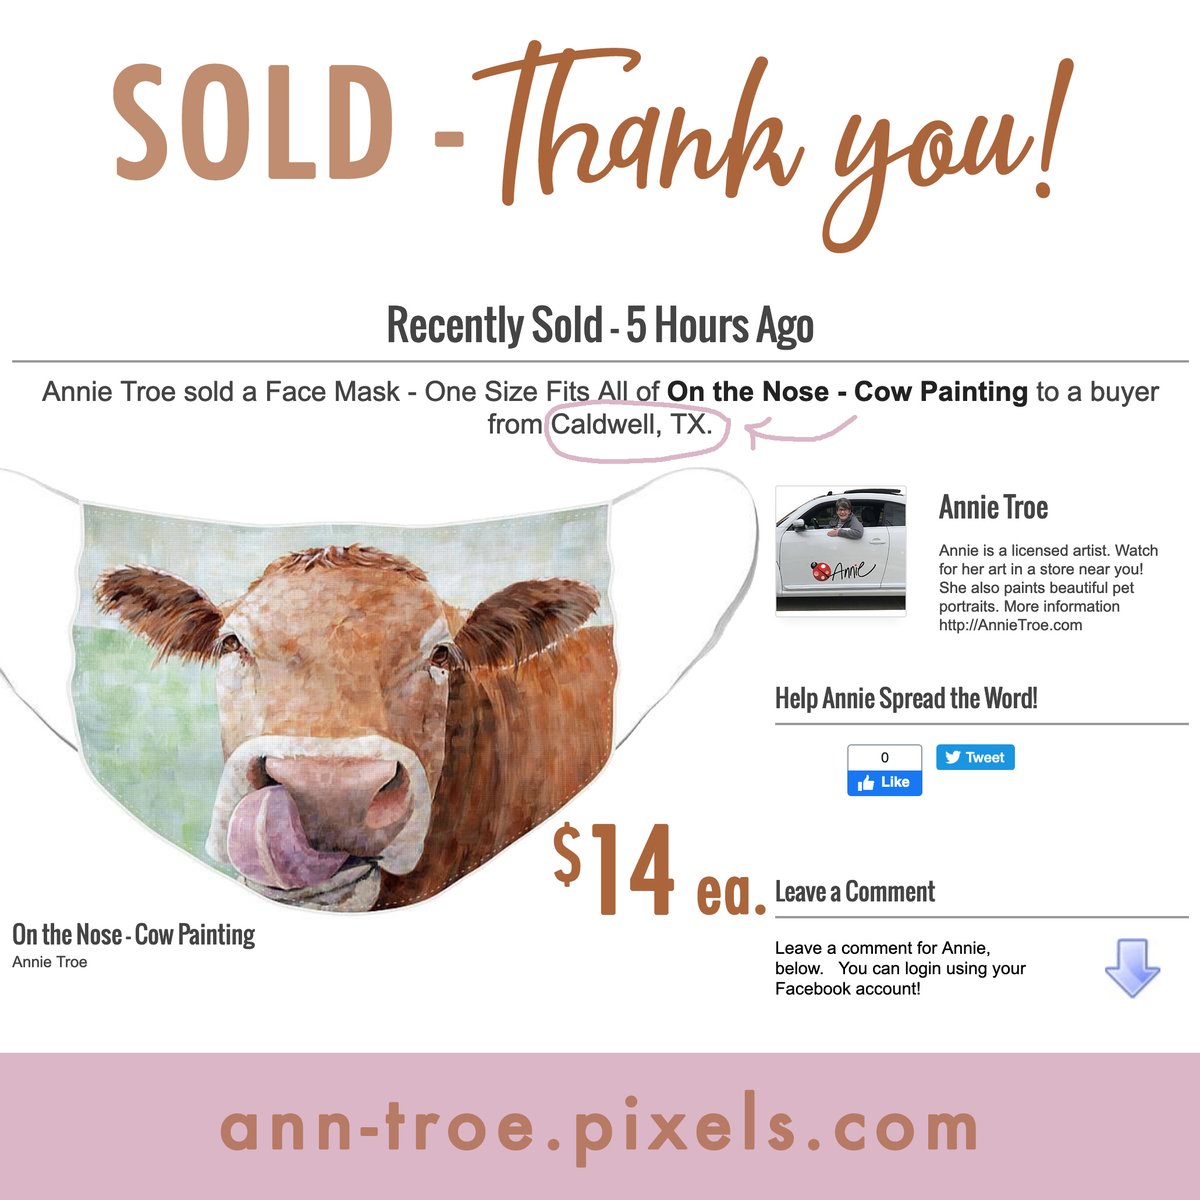 SOLD - Thank you!
Recently Sold - 5 Hours Ago
Annie Troe sold a Face Mask - One Size Fits All of On the Nose - Cow Painting to a buyer
from Caldwell, TX.
Annie

Annie Troe
Annie is a licensed artist. Watch
for her art in a store near you!
She also paints beautiful pet
portraits. More information
http://AnnieTroe.com
Help Annie Spread the Word!
0
Like
Tweet
$14 ea.
Leave a Comment
Leave a comment for Annie,
below. You can login using your
Facebook account!
On the Nose - Cow Painting
Annie Troe
ann-troe.pixels.com